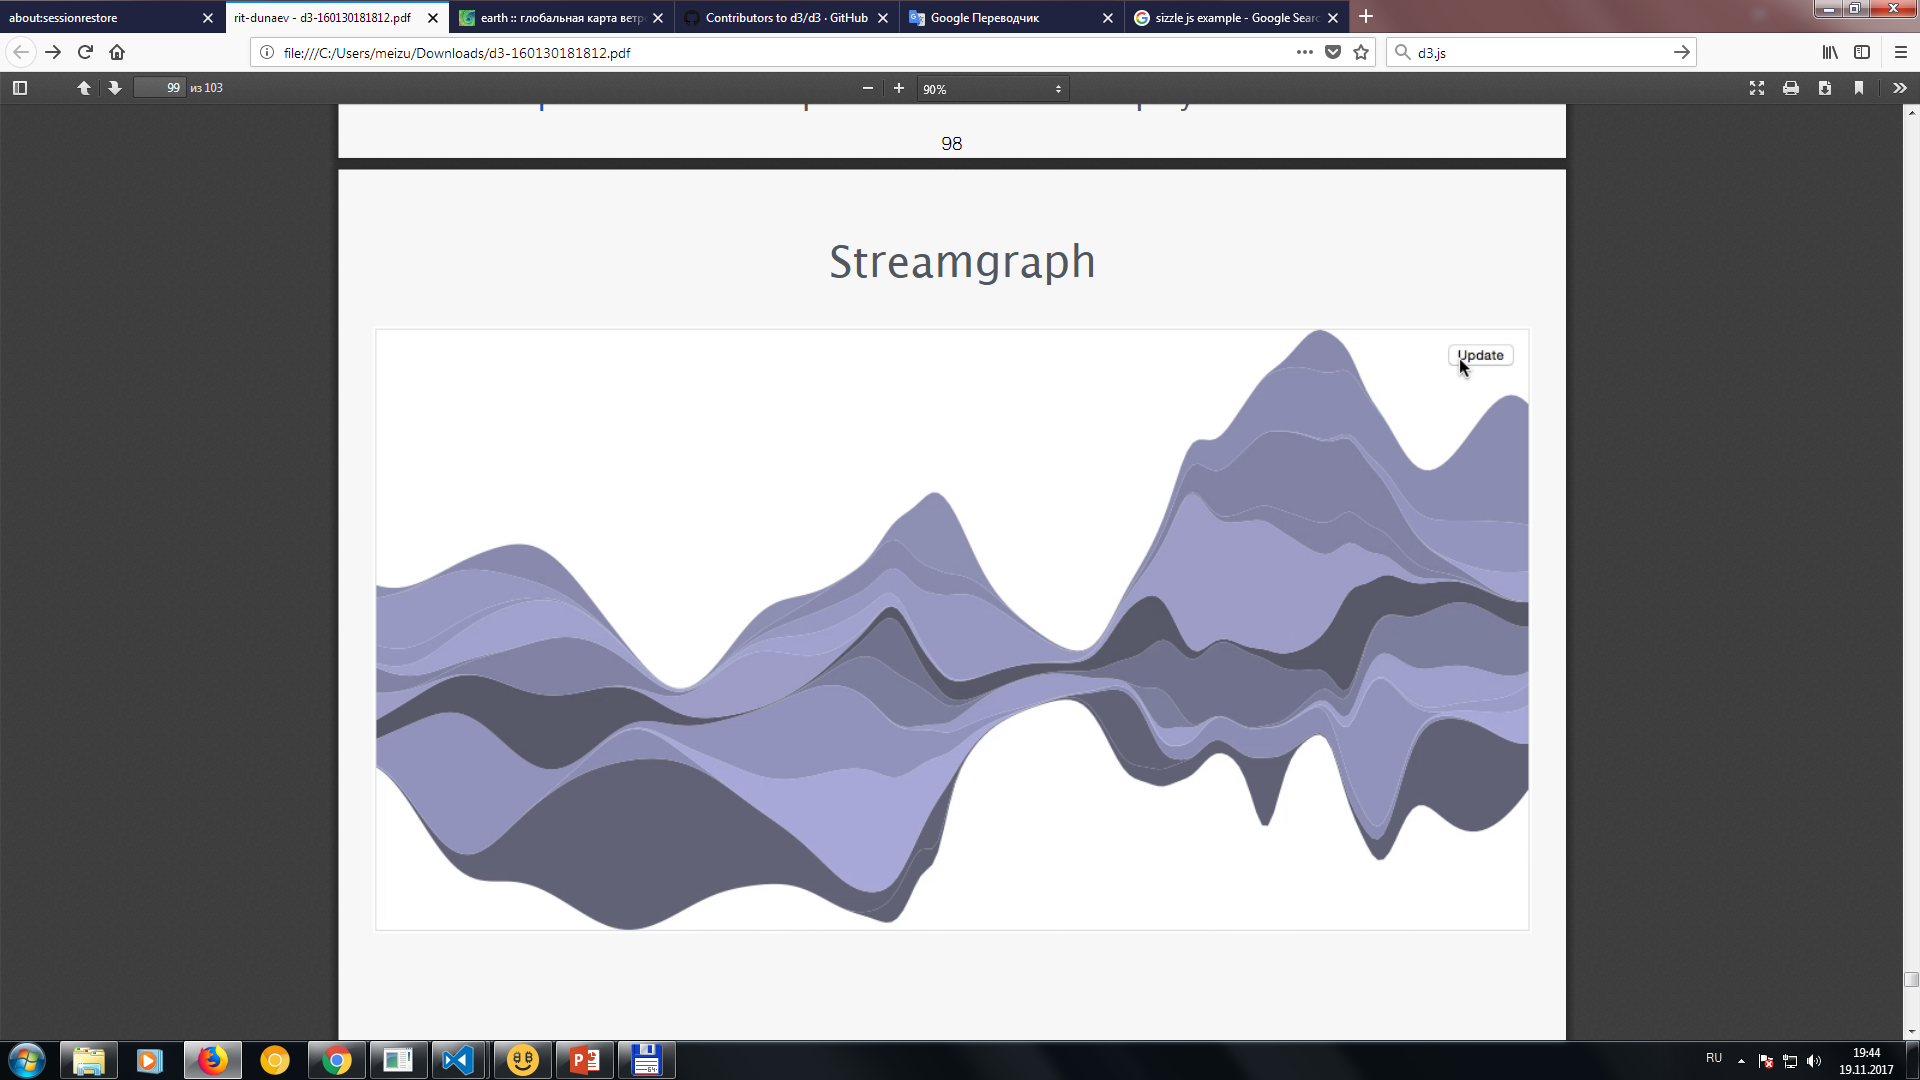 about:sessionrestore
rit-dunaev - d3-160130181812.pdf
earth :: глобальная карта ветр
Contributors to d3/d3 · GitHub
Google Переводчик
sizzle js example - Google Searc
file:///C:/Users/meizu/Downloads/d3-160130181812.pdf
d3.js
99 из 103
90%
98
Streamgraph
Update
RU
19:44
19.11.2017